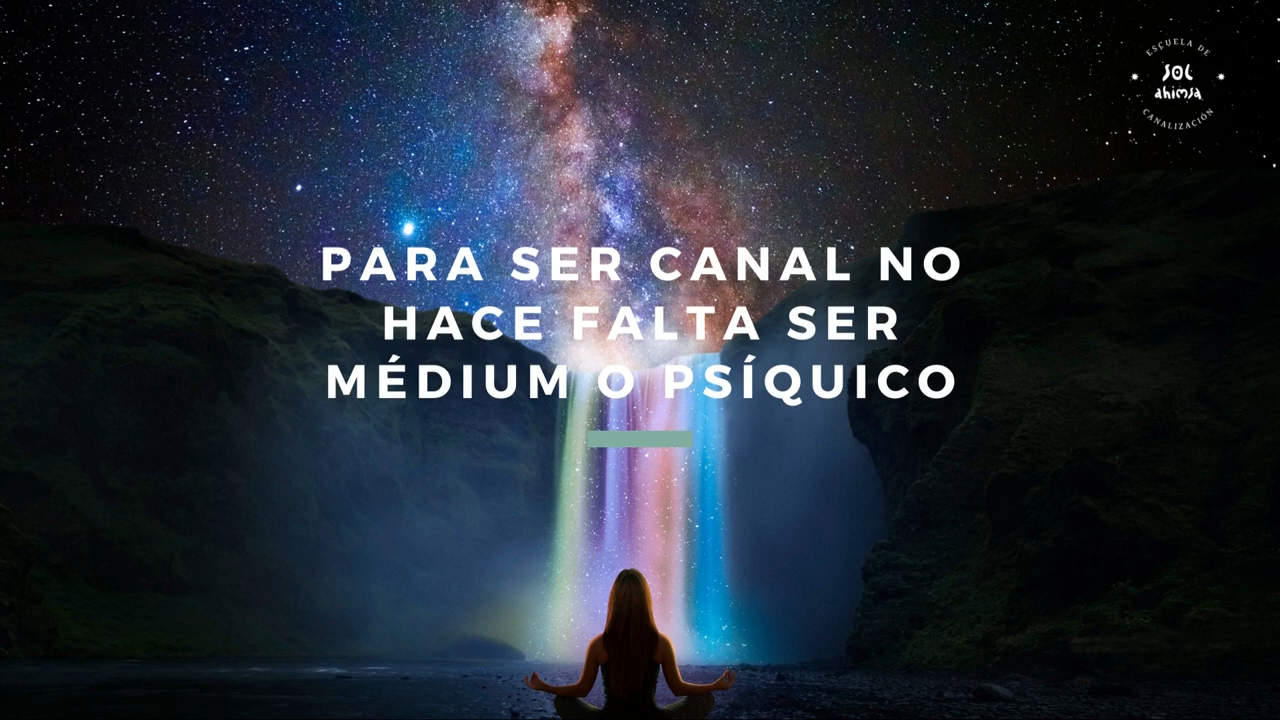 ESCUELA DE
SOL
ahimsa
CANALIZACIÓN
PARA SER CANAL NO
HACE FALTA SER
MÉDIUM O PSÍQUICO